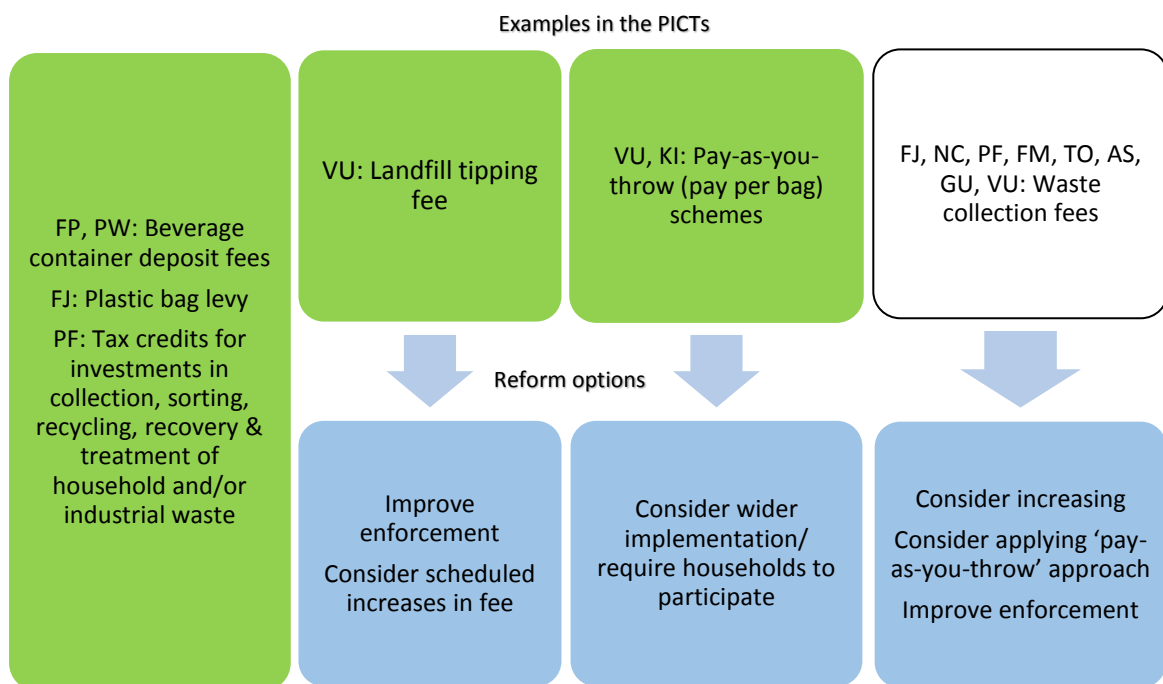 Examples in the PICTs
FP, PW: Beverage
container deposit fees
FJ: Plastic bag levy
PF: Tax credits for
investments in
collection, sorting,
recycling, recovery &
treatment of
household and/or
industrial waste
VU: Landfill tipping
fee
VU, KI: Pay-as-you-
throw (pay per bag)
schemes
FJ, NC, PF, FM, TO, AS,
GU, VU: Waste
collection fees
Reform options
Improve
enforcement
Consider scheduled
increases in fee
Consider wider
implementation/
require households to
participate
Consider increasing
Consider applying ‘pay-
as-you-throw’ approach
Improve enforcement